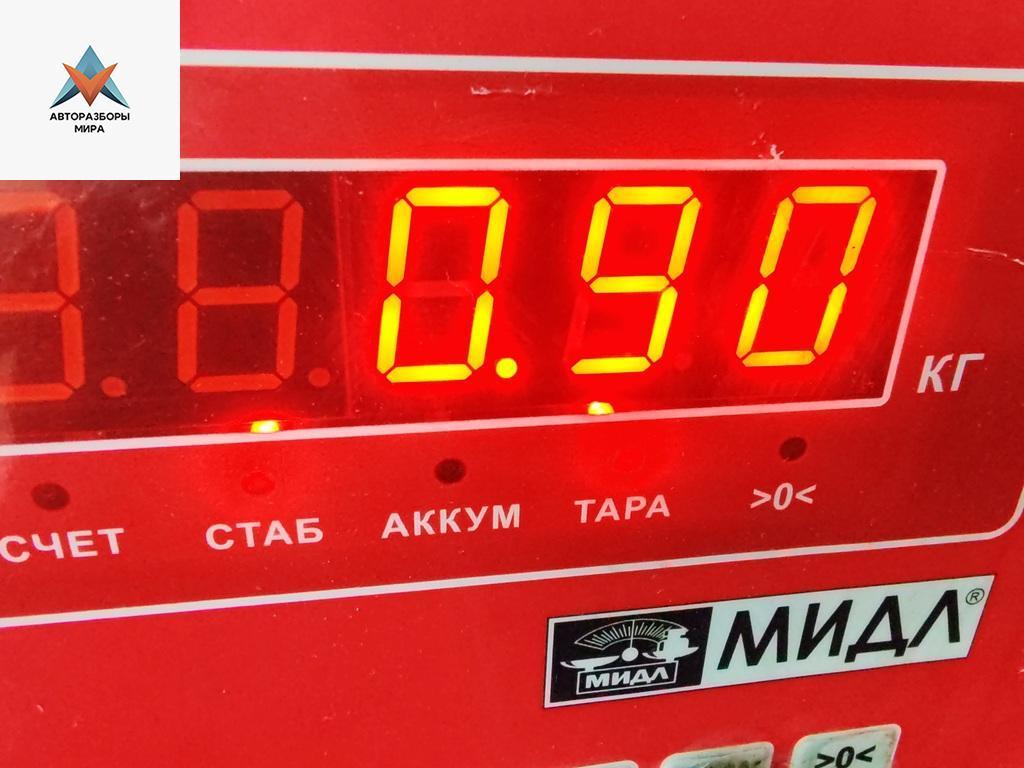 АВТОРАЗБОРЫ
МИРА
0.90
КГ
СЧЕТ СТАБ АККУМ ТАРА >0<
МИДЛ МИДЛ®
>0<